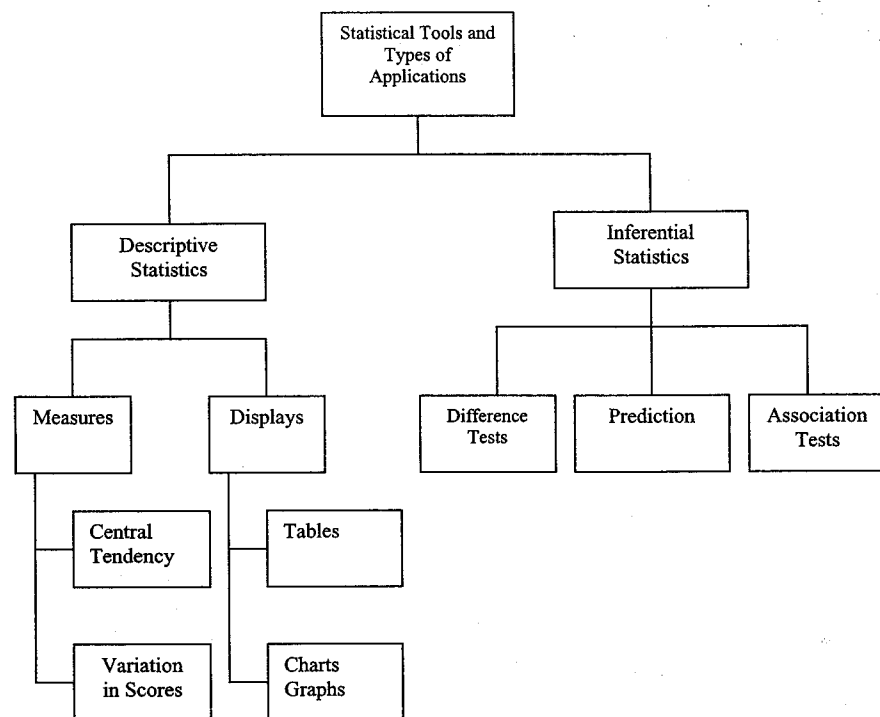 Statistical Tools and
Types of
Applications
Descriptive
Statistics
Inferential
Statistics
Measures
Displays
Difference
Tests
Prediction
Association
Tests
Central
Tendency
Tables
Variation
in Scores
Charts
Graphs